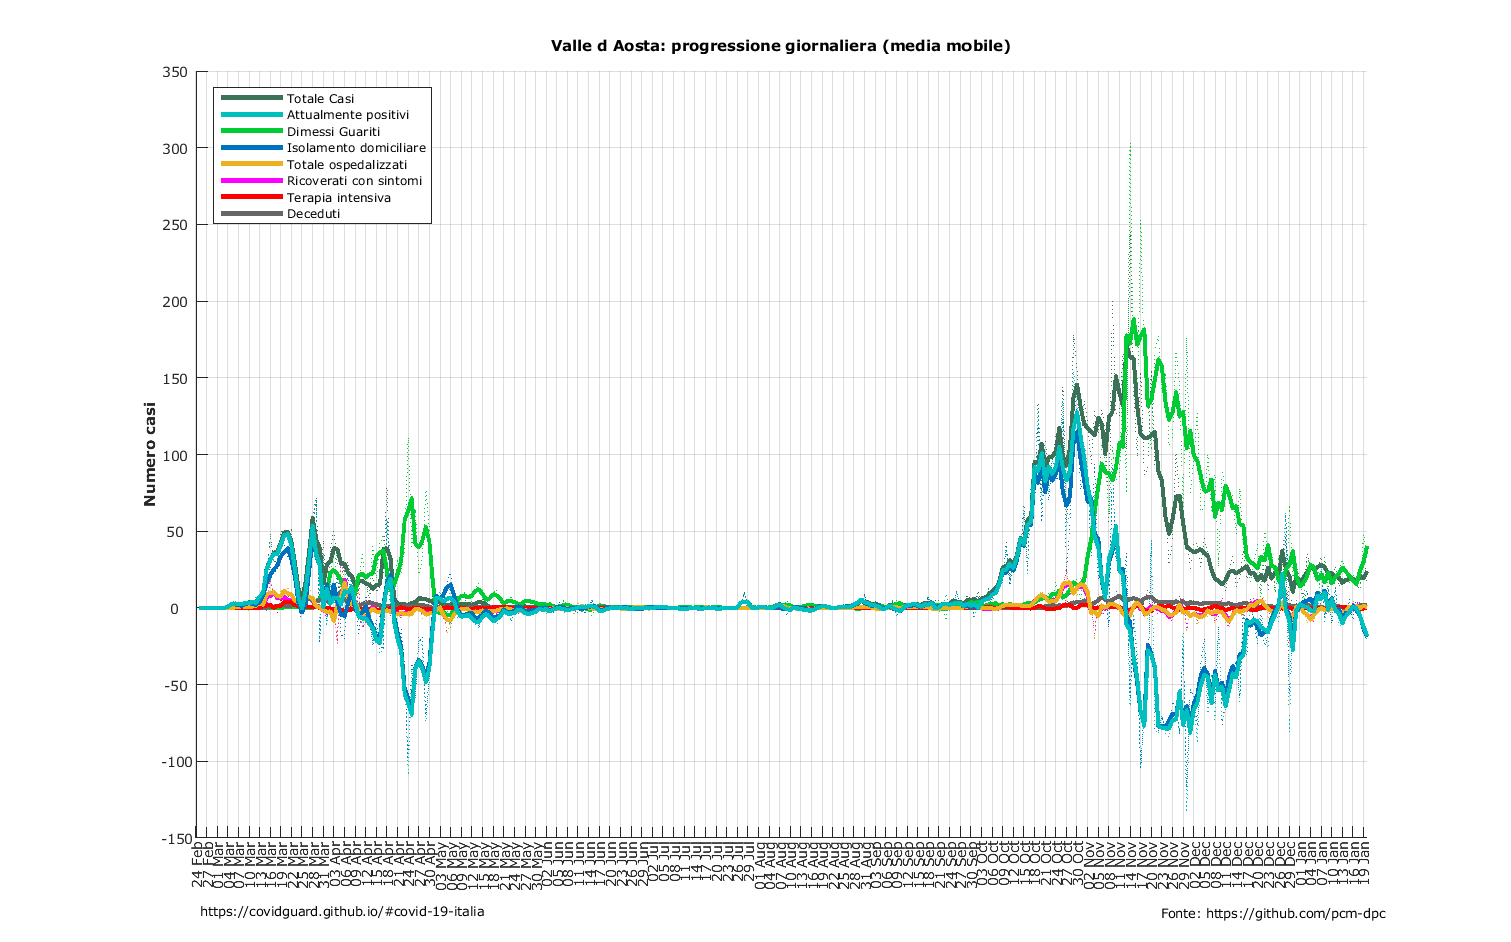 Valle d Aosta: progressione giornaliera (media mobile)
350
300
250
200
150
100
50
0
-50
-100
-150
Numero casi
Totale Casi
Attualmente positivi
Dimessi Guariti
Isolamento domiciliare
Totale ospedalizzati
Ricoverati con sintomi
Terapia intensiva
Deceduti
24 Feb
27 Feb
01 Mar
04 Mar
07 Mar
10 Mar
13 Mar
16 Mar
19 Mar
22 Mar
25 Mar
28 Mar
31 Mar
03 Apr
06 Apr
09 Apr
12 Apr
15 Apr
18 Apr
21 Apr
24 Apr
27 Apr
30 Apr
03 May
06 May
09 May
12 May
15 May
18 May
21 May
24 May
27 May
30 May
02 Jun
05 Jun
08 Jun
11 Jun
14 Jun
17 Jun
20 Jun
23 Jun
26 Jun
29 Jun
02 Jul
05 Jul
08 Jul
11 Jul
14 Jul
17 Jul
20 Jul
23 Jul
26 Jul
29 Jul
01 Aug
04 Aug
07 Aug
10 Aug
13 Aug
16 Aug
19 Aug
22 Aug
25 Aug
28 Aug
31 Aug
03 Sep
06 Sep
09 Sep
12 Sep
15 Sep
18 Sep
21 Sep
24 Sep
27 Sep
30 Sep
03 Oct
06 Oct
09 Oct
12 Oct
15 Oct
18 Oct
21 Oct
24 Oct
27 Oct
30 Oct
02 Nov
05 Nov
08 Nov
11 Nov
14 Nov
17 Nov
20 Nov
23 Nov
26 Nov
29 Nov
02 Dec
05 Dec
08 Dec
11 Dec
14 Dec
17 Dec
20 Dec
23 Dec
26 Dec
29 Dec
01 Jan
04 Jan
07 Jan
10 Jan
13 Jan
16 Jan
19 Jan
https://covidguard.github.io/#covid-19-italia
Fonte: https://github.com/pcm-dpc